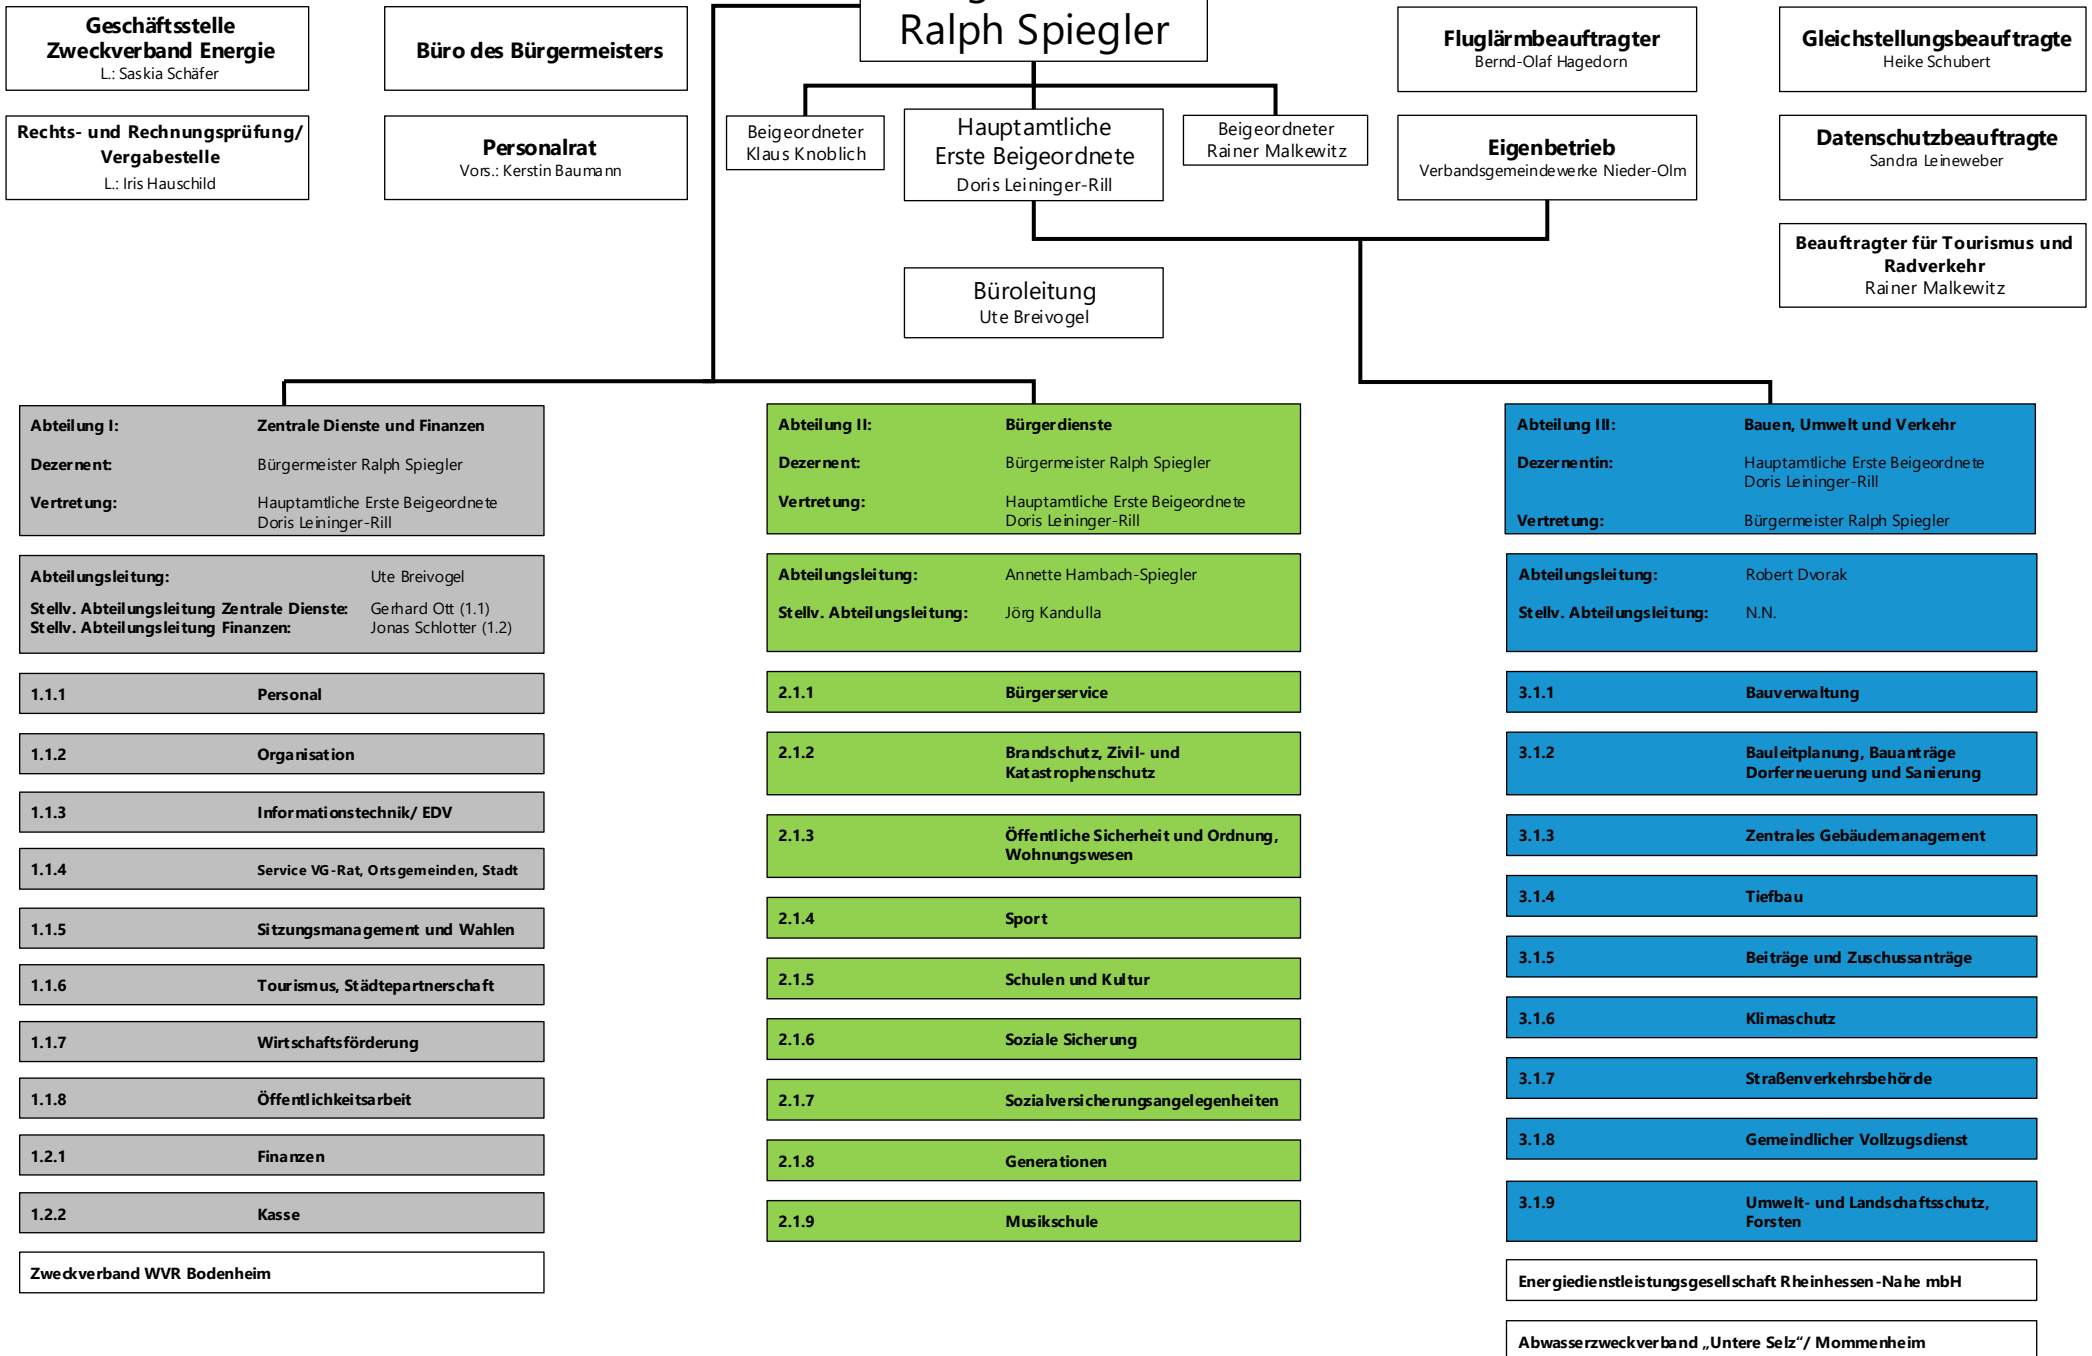 Geschäftsstelle
Zweckverband Energie
L.: Saskia Schäfer
Büro des Bürgermeisters
Ralph Spiegler
Fluglärmbeauftragter
Bernd-Olaf Hagedorn
Gleichstellungsbeauftragte
Heike Schubert
Rechts- und Rechnungsprüfung/
Vergabestelle
L.: Iris Hauschild
Personalrat
Vors.: Kerstin Baumann
Beigeordneter
Klaus Knoblich
Hauptamtliche
Erste Beigeordnete
Doris Leininger-Rill
Beigeordneter
Rainer Malkewitz
Eigenbetrieb
Verbandsgemeindewerke Nieder-Olm
Datenschutzbeauftragte
Sandra Leineweber
Beauftragter für Tourismus und
Radverkehr
Rainer Malkewitz
Büroleitung
Ute Breivogel
Abteilung I: Zentrale Dienste und Finanzen
Dezernent: Bürgermeister Ralph Spiegler
Vertretung: Hauptamtliche Erste Beigeordnete
Doris Leininger-Rill
Abteilungsleitung: Ute Breivogel
Stellv. Abteilungsleitung Zentrale Dienste: Gerhard Ott (1.1)
Stellv. Abteilungsleitung Finanzen: Jonas Schlotter (1.2)
1.1.1 Personal
1.1.2 Organisation
1.1.3 Informationstechnik/ EDV
1.1.4 Service VG-Rat, Ortsgemeinden, Stadt
1.1.5 Sitzungsmanagement und Wahlen
1.1.6 Tourismus, Städtepartnerschaft
1.1.7 Wirtschaftsförderung
1.1.8 Öffentlichkeitsarbeit
1.2.1 Finanzen
1.2.2 Kasse
Zweckverband WVR Bodenheim
Abteilung II: Bürgerdienste
Dezernent: Bürgermeister Ralph Spiegler
Vertretung: Hauptamtliche Erste Beigeordnete
Doris Leininger-Rill
Abteilungsleitung: Annette Hambach-Spiegler
Stellv. Abteilungsleitung: Jörg Kandulla
2.1.1 Bürgerservice
2.1.2 Brandschutz, Zivil- und
Katastrophenschutz
2.1.3 Öffentliche Sicherheit und Ordnung,
Wohnungswesen
2.1.4 Sport
2.1.5 Schulen und Kultur
2.1.6 Soziale Sicherung
2.1.7 Sozialversicherungsangelegenheiten
2.1.8 Generationen
2.1.9 Musikschule
Abteilung III: Bauen, Umwelt und Verkehr
Dezernentin: Hauptamtliche Erste Beigeordnete
Doris Leininger-Rill
Vertretung: Bürgermeister Ralph Spiegler
Abteilungsleitung: Robert Dvorak
Stellv. Abteilungsleitung: N.N.
3.1.1 Bauverwaltung
3.1.2 Bauleitplanung, Bauanträge
Dorferneuerung und Sanierung
3.1.3 Zentrales Gebäudemanagement
3.1.4 Tiefbau
3.1.5 Beiträge und Zuschussanträge
3.1.6 Klimaschutz
3.1.7 Straßenverkehrsbehörde
3.1.8 Gemeindlicher Vollzugsdienst
3.1.9 Umwelt- und Landschaftsschutz,
Forsten
Energiedienstleistungsgesellschaft Rheinhessen-Nahe mbH
Abwasserzweckverband „Untere Selz“/ Mommenheim